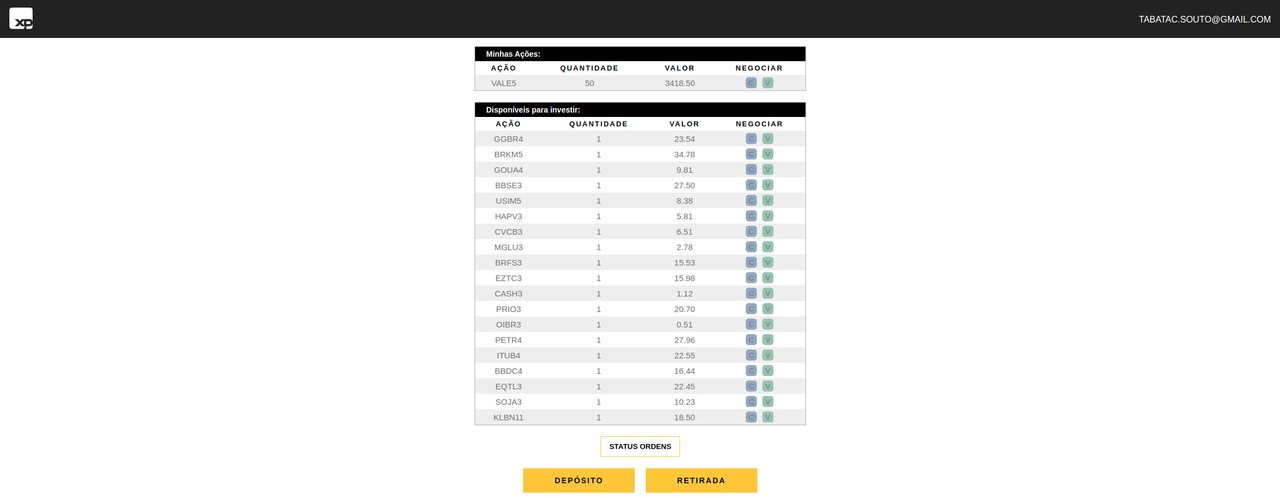 xp
TABATAC.SOUTO@GMAIL.COM
Minhas Ações:
AÇÃO QUANTIDADE VALOR NEGOCIAR
VALE5 50 3418.50 C V
Disponíveis para investir:
AÇÃO QUANTIDADE VALOR NEGOCIAR
GGBR4 1 23.54 C V
BRKM5 1 34.78 C V
GOUA4 1 9.81 C V
BBSE3 1 27.50 C V
USIM5 1 8.38 C V
HAPV3 1 5.81 C V
CVCB3 1 6.51 C V
MGLU3 1 2.78 C V
BRFS3 1 15.53 C V
EZTC3 1 15.98 C V
CASH3 1 1.12 C V
PRIO3 1 20.70 C V
OIBR3 1 0.51 C V
PETR4 1 27.96 C V
ITUB4 1 22.55 C V
BBDC4 1 16.44 C V
EQTL3 1 22.45 C V
SOJA3 1 10.23 C V
KLBN11 1 18.50 C V
STATUS ORDENS
DEPÓSITO RETIRADA